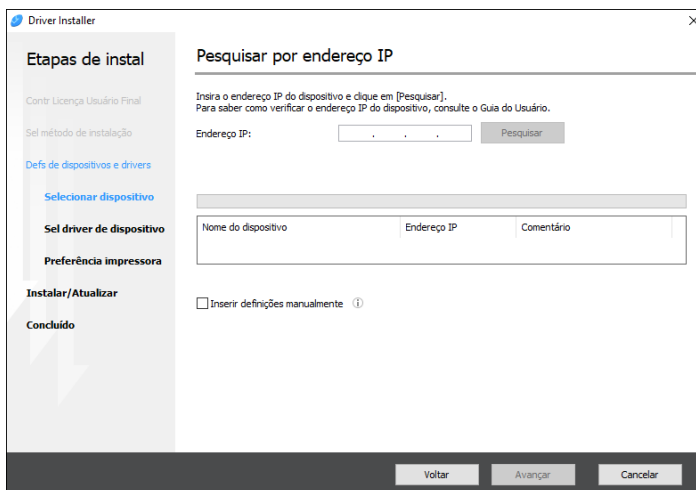 Driver Installer
Etapas de instal
Contr Licença Usuário Final
Sel método de instalação
Defs de dispositivos e drivers
Selecionar dispositivo
Sel driver de dispositivo
Preferência impressora
Instalar/Atualizar
Concluído
Pesquisar por endereço IP
Insira o endereço IP do dispositivo e clique em [Pesquisar].
Para saber como verificar o endereço IP do dispositivo, consulte o Guia do Usuário.
Endereço IP: . . . Pesquisar
Nome do dispositivo Endereço IP Comentário
Inserir definições manualmente
Voltar Avançar Cancelar